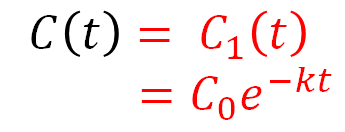 C(t) = C₁(t)
= C₀e⁻ᵏᵗ